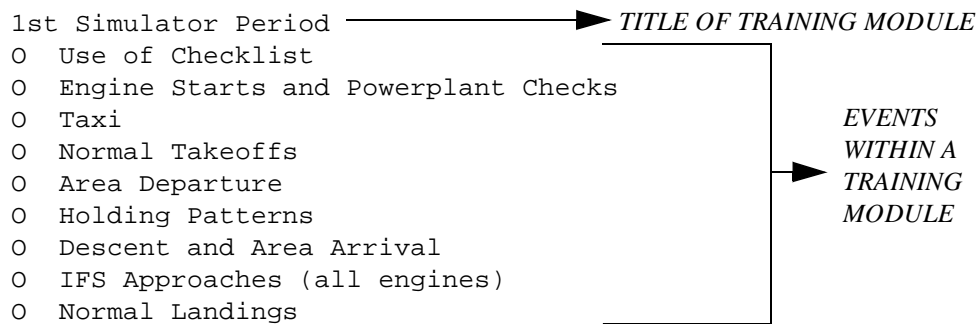 1st Simulator Period TITLE OF TRAINING MODULE
O Use of Checklist
O Engine Starts and Powerplant Checks
O Taxi
O Normal Takeoffs
O Area Departure
O Holding Patterns
O Descent and Area Arrival
O IFS Approaches (all engines)
O Normal Landings
EVENTS
WITHIN A
TRAINING
MODULE